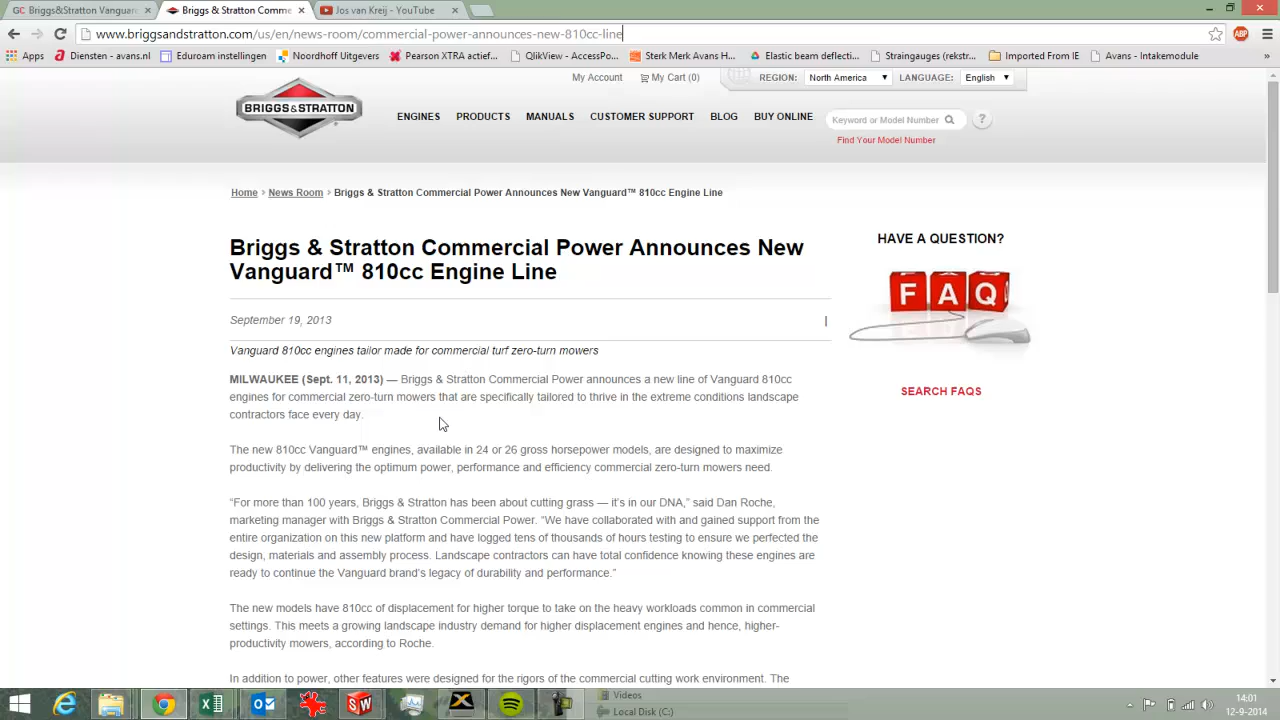 Briggs&Stratton Vanguard
Briggs & Stratton Comme
Jos van Kreij - YouTube
www.briggsandstratton.com/us/en/news-room/commercial-power-announces-new-810cc-line
ABP
Apps
Diensten - avans.nl
Eduroam instellingen
Noordhoff Uitgevers
Pearson XTRA actief...
QlikView - AccessPo...
Sterk Merk Avans H...
Elastic beam deflecti...
Straingauges (rekstr...
Imported From IE
Avans - Intakemodule
My Account
My Cart (0)
REGION: North America
LANGUAGE: English
BRIGGS&STRATTON
ENGINES
PRODUCTS
MANUALS
CUSTOMER SUPPORT
BLOG
BUY ONLINE
Keyword or Model Number
?
Find Your Model Number
Home › News Room › Briggs & Stratton Commercial Power Announces New Vanguard™ 810cc Engine Line
Briggs & Stratton Commercial Power Announces New
Vanguard™ 810cc Engine Line
HAVE A QUESTION?
FAQ
SEARCH FAQS
September 19, 2013
|
Vanguard 810cc engines tailor made for commercial turf zero-turn mowers
MILWAUKEE (Sept. 11, 2013) — Briggs & Stratton Commercial Power announces a new line of Vanguard 810cc
engines for commercial zero-turn mowers that are specifically tailored to thrive in the extreme conditions landscape
contractors face every day.
The new 810cc Vanguard™ engines, available in 24 or 26 gross horsepower models, are designed to maximize
productivity by delivering the optimum power, performance and efficiency commercial zero-turn mowers need.
“For more than 100 years, Briggs & Stratton has been about cutting grass — it’s in our DNA,” said Dan Roche,
marketing manager with Briggs & Stratton Commercial Power. “We have collaborated with and gained support from the
entire organization on this new platform and have logged tens of thousands of hours testing to ensure we perfected the
design, materials and assembly process. Landscape contractors can have total confidence knowing these engines are
ready to continue the Vanguard brand’s legacy of durability and performance.”
The new models have 810cc of displacement for higher torque to take on the heavy workloads common in commercial
settings. This meets a growing landscape industry demand for higher displacement engines and hence, higher-
productivity mowers, according to Roche.
In addition to power, other features were designed for the rigors of the commercial cutting work environment. The
Videos
Local Disk (C:)
14:01
12-9-2014